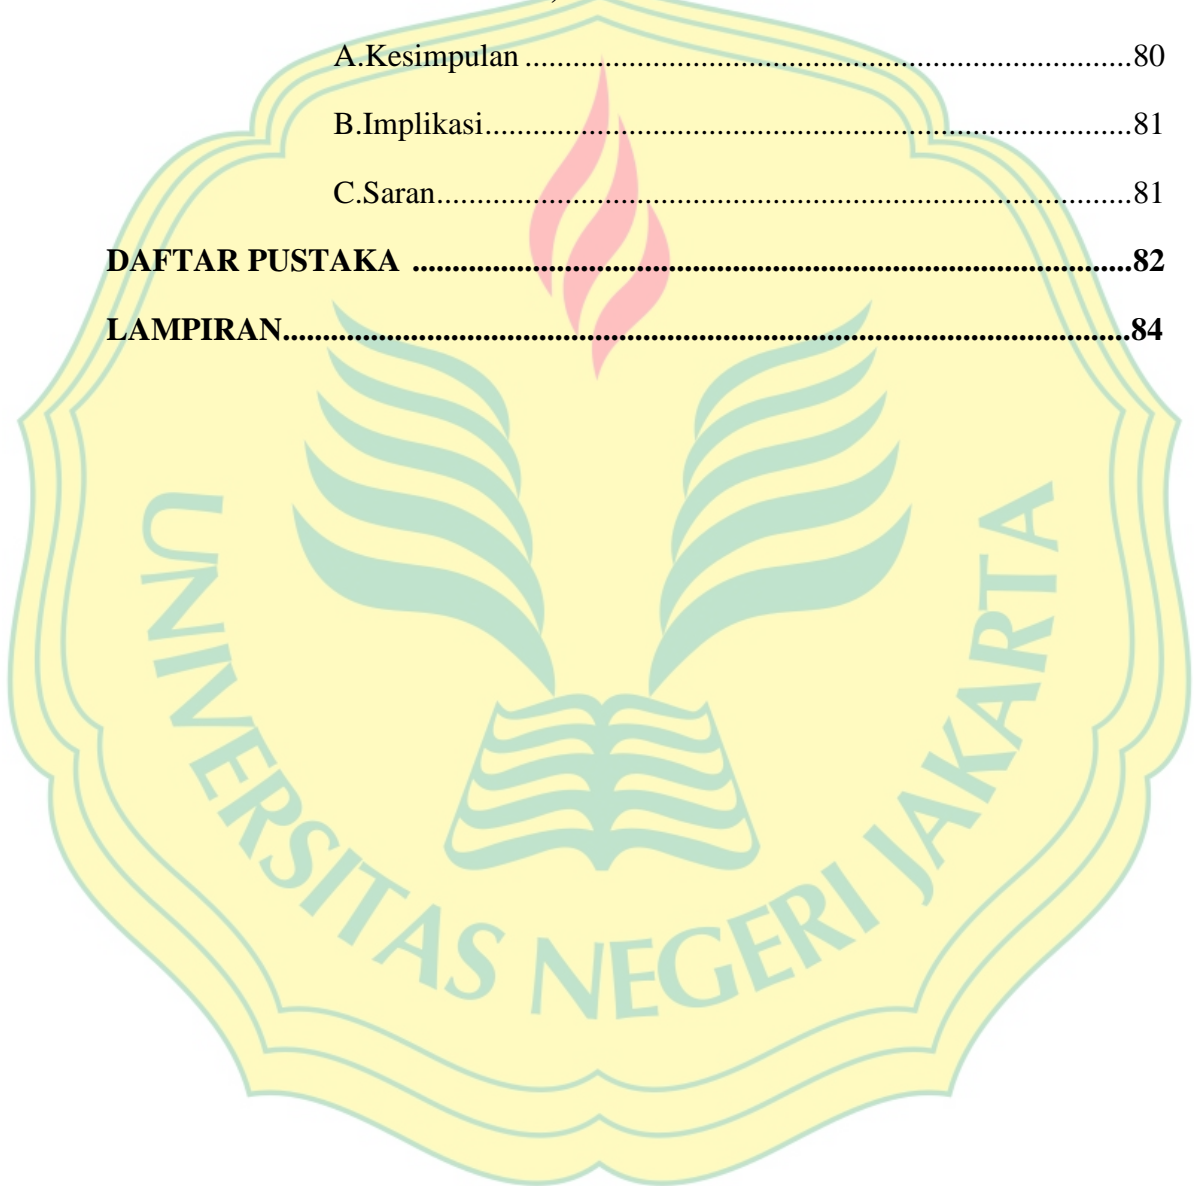 A.Kesimpulan ............................................................................80
B.Implikasi.................................................................................81
C.Saran.......................................................................................81
DAFTAR PUSTAKA ..........................................................................................82
LAMPIRAN..........................................................................................................84
UNIVERSITAS NEGERI JAKARTA